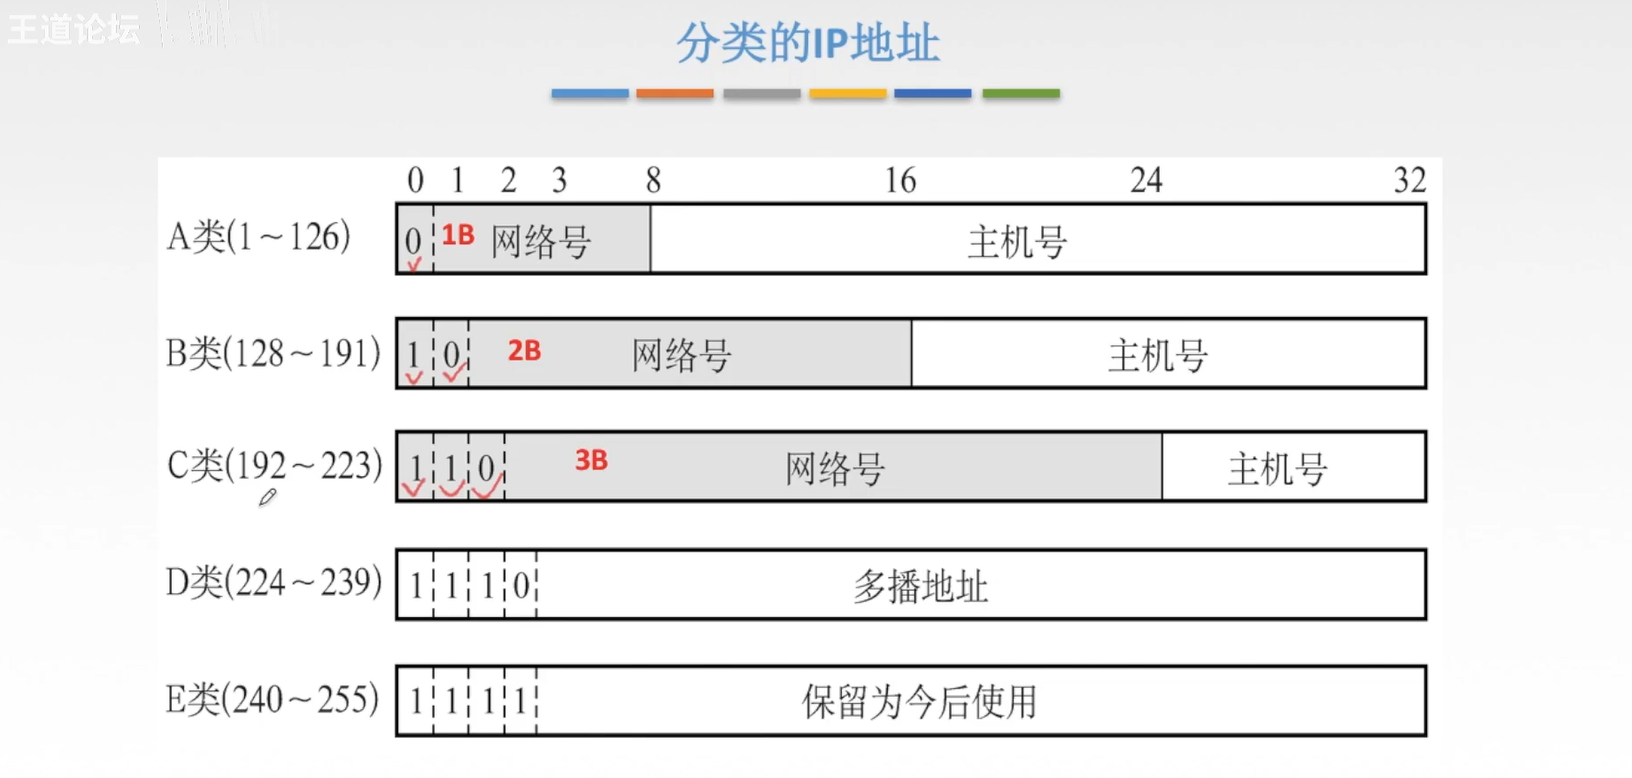 王道论坛
分类的IP地址
0 1 2 3 8 16 24 32
A类(1～126) 0 1B 网络号 主机号
B类(128～191) 1 0 2B 网络号 主机号
C类(192～223) 1 1 0 3B 网络号 主机号
D类(224～239) 1 1 1 0 多播地址
E类(240～255) 1 1 1 1 保留为今后使用